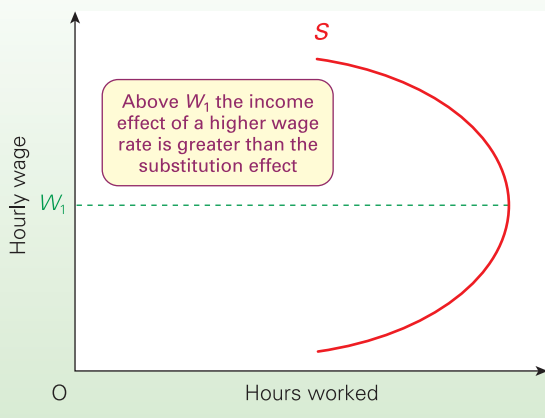 S
Above W₁ the income
effect of a higher wage
rate is greater than the
substitution effect
Hourly wage
W₁
O
Hours worked